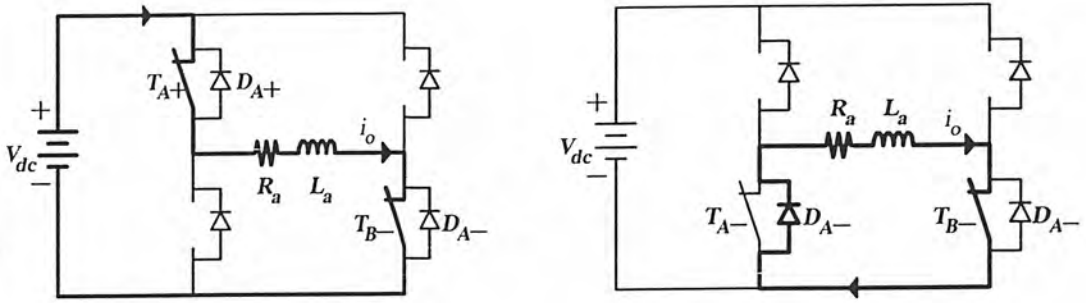 T_A+
D_A+
+
V_dc
−
R_a
L_a
i_o
T_B−
D_A−
+
V_dc
−
R_a
L_a
i_o
T_A−
D_A−
T_B−
D_A−